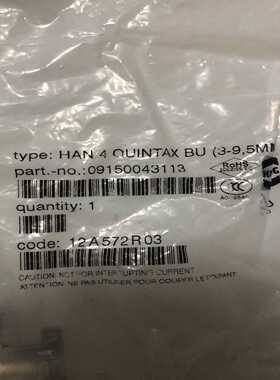 type: HAN 4 QUINTAX BU (3-9,5M
part.-no.:09150043113
RoHS
quantity: 1
code: 12A572R03
CAUTION: NOT FOR INTERRUPTING CURRENT
ATTENTION: NE PAS UTILISER POUR COUPER LE COURANT